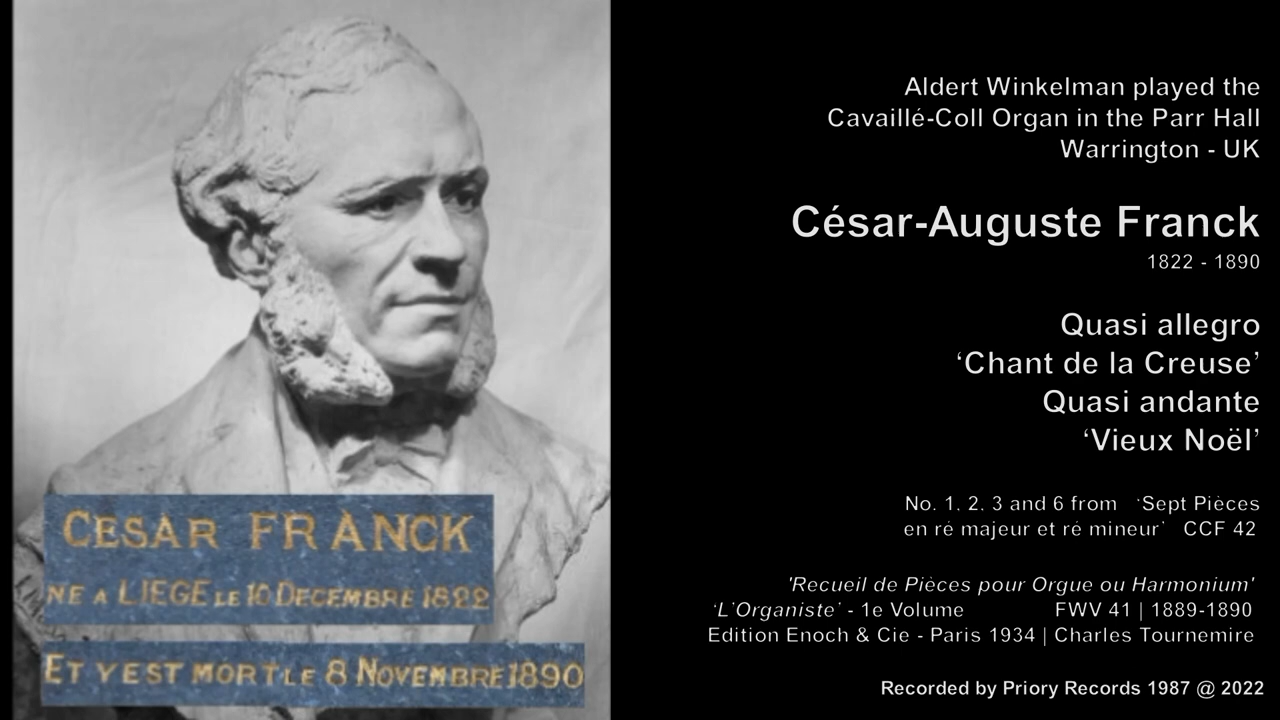 CESAR FRANCK
NE A LIEGE LE 10 DECEMBRE 1822
ET Y EST MORT LE 8 NOVEMBRE 1890
Aldert Winkelman played the
Cavaillé-Coll Organ in the Parr Hall
Warrington - UK
César-Auguste Franck
1822 - 1890
Quasi allegro
‘Chant de la Creuse’
Quasi andante
‘Vieux Noël’
No. 1, 2, 3 and 6 from ‘Sept Pièces
en ré majeur et ré mineur’ CCF 42
'Recueil de Pièces pour Orgue ou Harmonium'
‘L’Organiste’ - 1e Volume FWV 41 | 1889-1890
Edition Enoch & Cie - Paris 1934 | Charles Tournemire
Recorded by Priory Records 1987 @ 2022